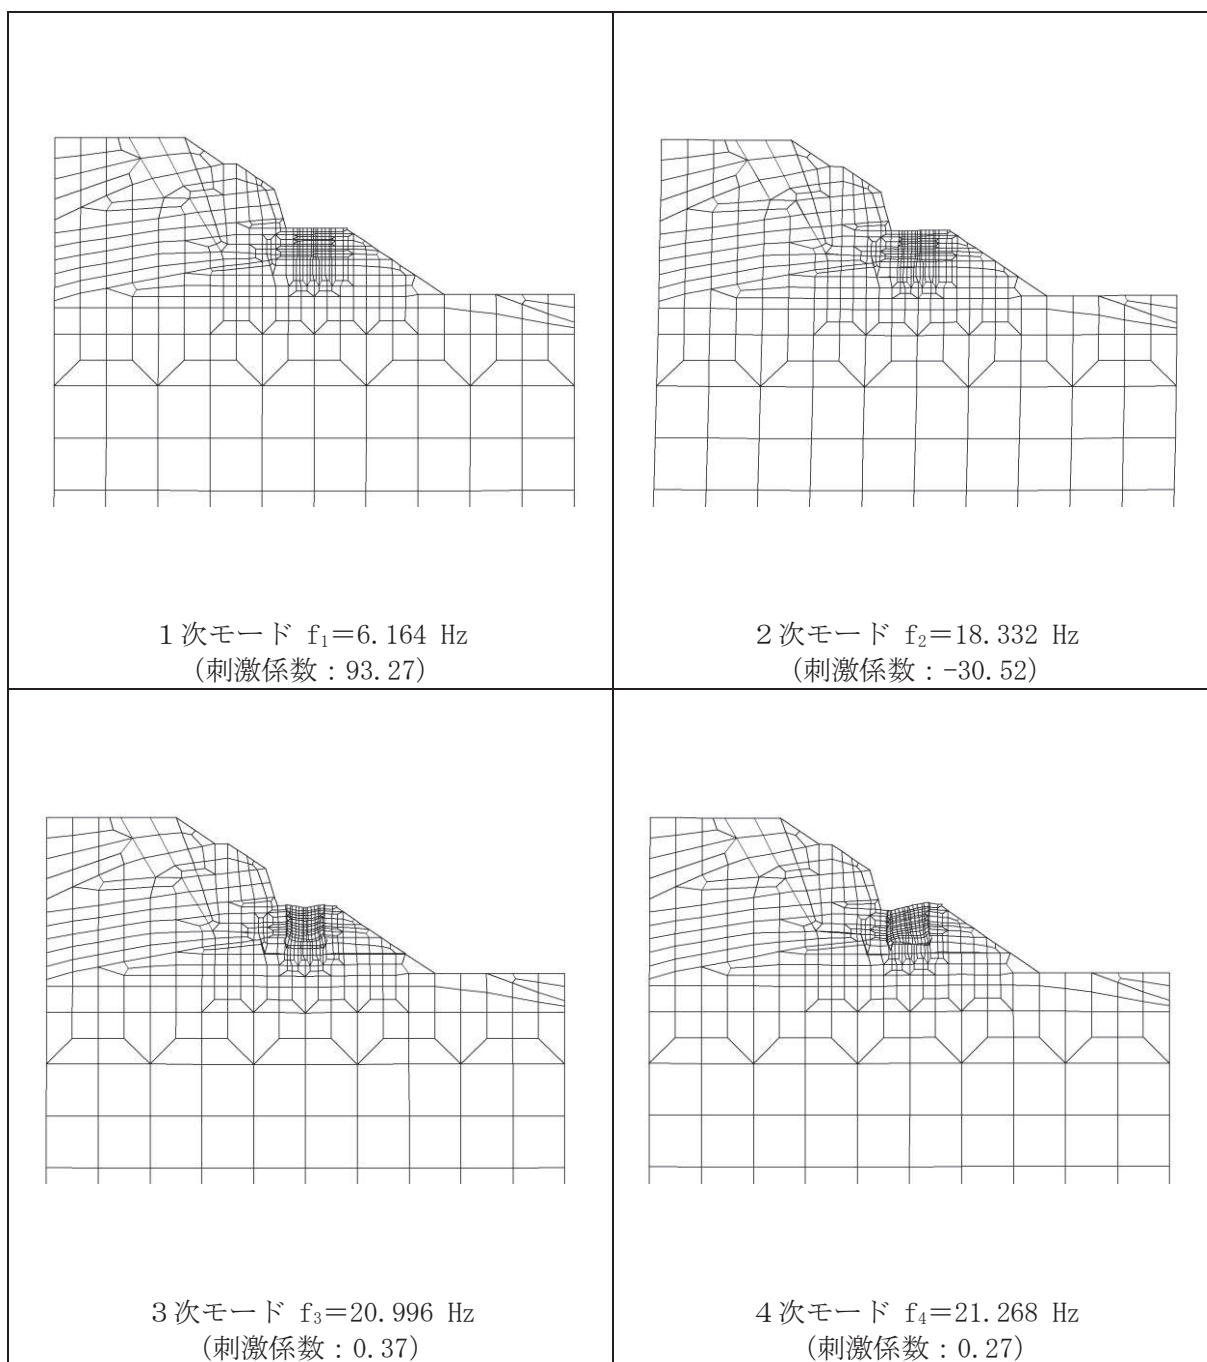 1次モード f₁=6.164 Hz
(刺激係数:93.27)
2次モード f₂=18.332 Hz
(刺激係数:-30.52)
3次モード f₃=20.996 Hz
(刺激係数:0.37)
4次モード f₄=21.268 Hz
(刺激係数:0.27)